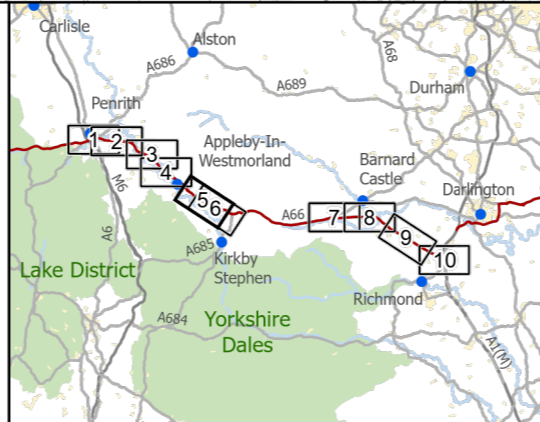 Carlisle
Alston
A686
A68
A689
Durham
Penrith
Appleby-In-
Westmorland
Barnard
Castle
Darlington
1
2
3
4
5
6
7
8
9
10
M6
A66
A6
A685
Kirkby
Stephen
Lake District
Richmond
A684
Yorkshire
Dales
A1(M)